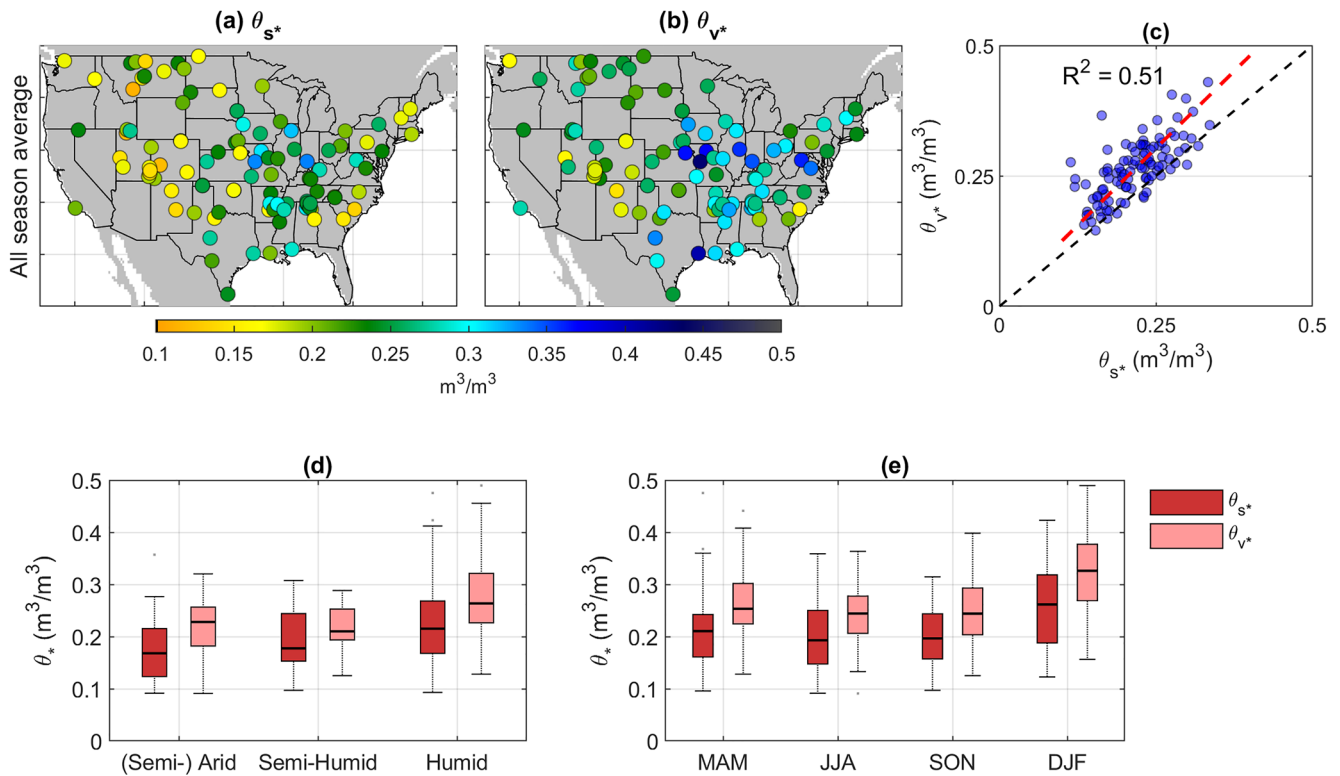 (a) θs*
(b) θv*
(c)
All season average
0.1 0.15 0.2 0.25 0.3 0.35 0.4 0.45 0.5
m³/m³
R² = 0.51
0.5
0.25
0
θv* (m³/m³)
0 0.25 0.5
θs* (m³/m³)
(d)
0.5
0.4
0.3
0.2
0.1
0
θ* (m³/m³)
(Semi-) Arid Semi-Humid Humid
(e)
0.5
0.4
0.3
0.2
0.1
0
θ* (m³/m³)
MAM JJA SON DJF
θs*
θv*